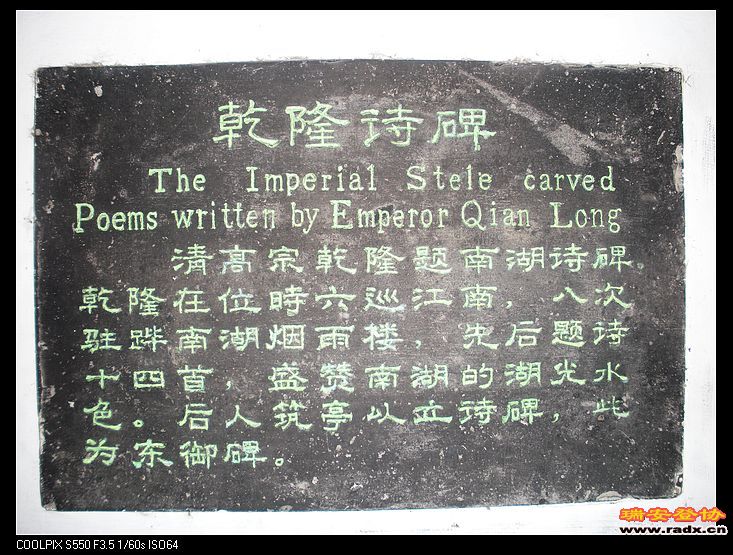 乾隆诗碑
The Imperial Stele carved
Poems written by Emperor Qian Long
清高宗乾隆题南湖诗碑。
乾隆在位時六巡江南，八次
驻跸南湖烟雨楼，先后题诗
十四首，盛赞南湖的湖光水
色。后人筑亭以立诗碑，此
为东御碑。
瑞安登协
www.radx.cn
COOLPIX S550 F3.5 1/60s ISO64